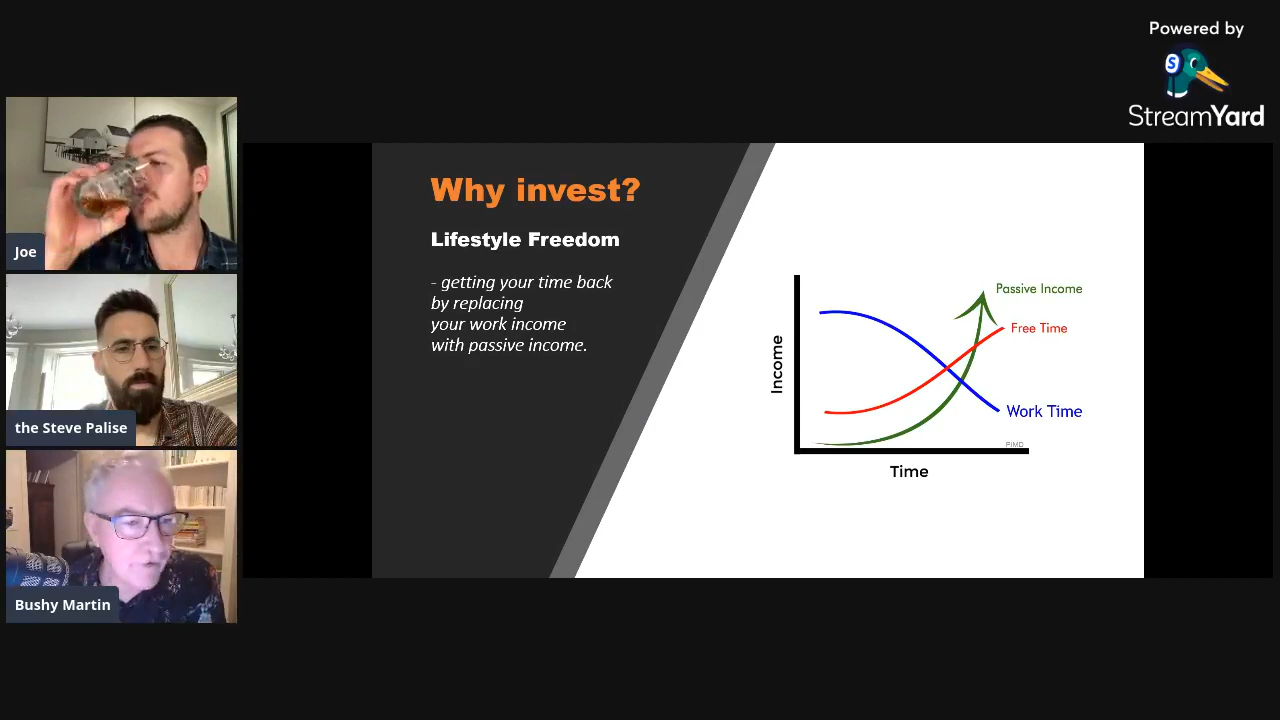 Powered by
StreamYard
Joe
the Steve Palise
Bushy Martin
Why invest?
Lifestyle Freedom
- getting your time back
by replacing
your work income
with passive income.
Passive Income
Free Time
Work Time
Income
PIMD
Time